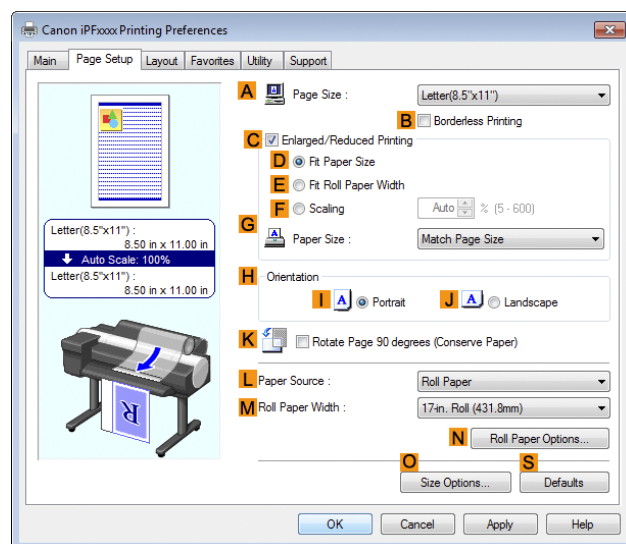 Canon iPFxxxx Printing Preferences
Main Page Setup Layout Favorites Utility Support
A Page Size : Letter(8.5"x11")
B Borderless Printing
C Enlarged/Reduced Printing
D Fit Paper Size
E Fit Roll Paper Width
F Scaling Auto % (5 - 600)
G Paper Size : Match Page Size
Letter(8.5"x11") :
8.50 in x 11.00 in
Auto Scale: 100%
Letter(8.5"x11") :
8.50 in x 11.00 in
H Orientation
I A Portrait J A Landscape
K Rotate Page 90 degrees (Conserve Paper)
L Paper Source : Roll Paper
M Roll Paper Width : 17-in. Roll (431.8mm)
R
N Roll Paper Options...
O S
Size Options... Defaults
OK Cancel Apply Help